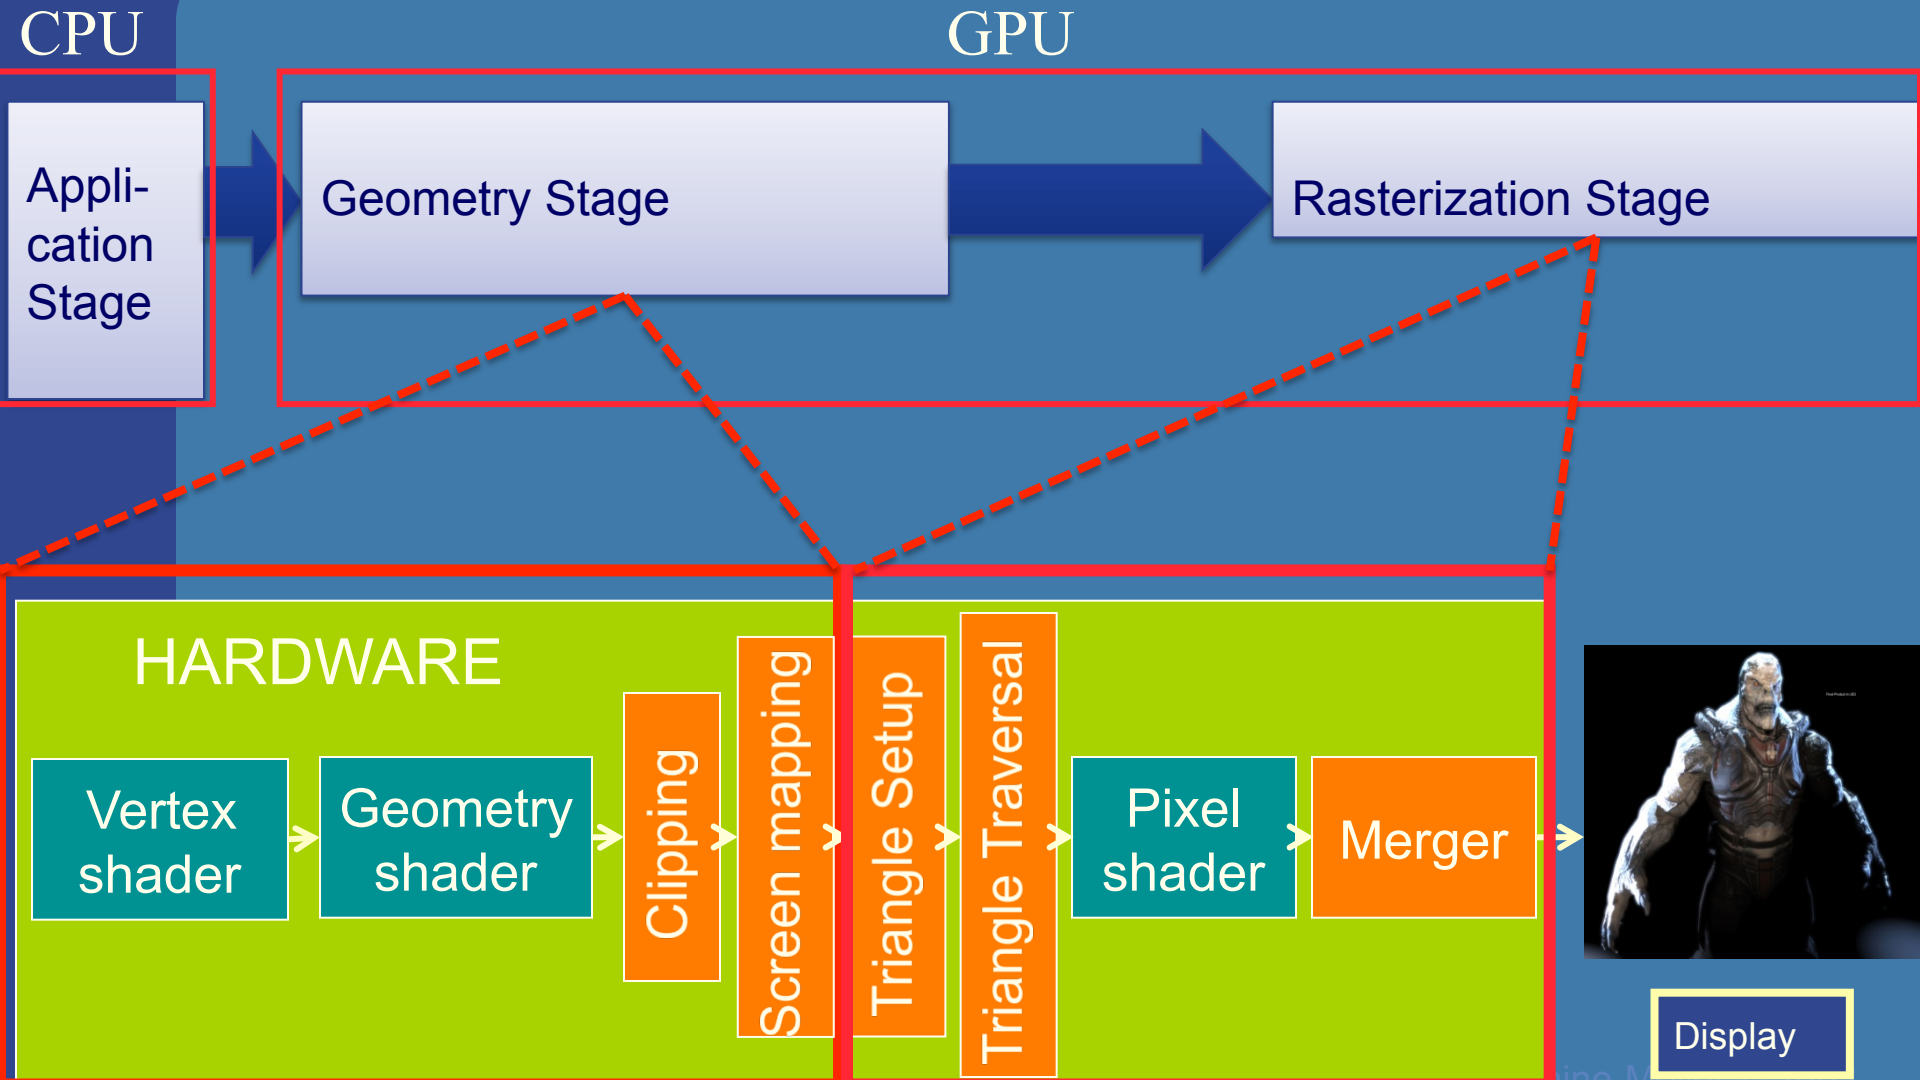 CPU
GPU
Appli-
cation
Stage
Geometry Stage
Rasterization Stage
HARDWARE
Vertex
shader
Geometry
shader
Clipping
Screen mapping
Triangle Setup
Triangle Traversal
Pixel
shader
Merger
Display